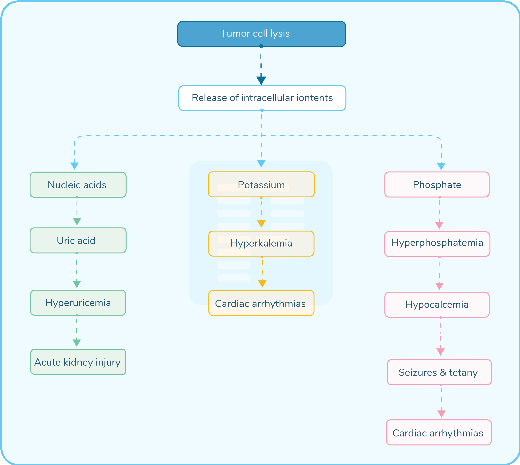 Tumor cell lysis
Release of intracellular iontents
Nucleic acids
Potassium
Phosphate
Uric acid
Hyperkalemia
Hyperphosphatemia
Hyperuricemia
Cardiac arrhythmias
Hypocalcemia
Acute kidney injury
Seizures & tetany
Cardiac arrhythmias